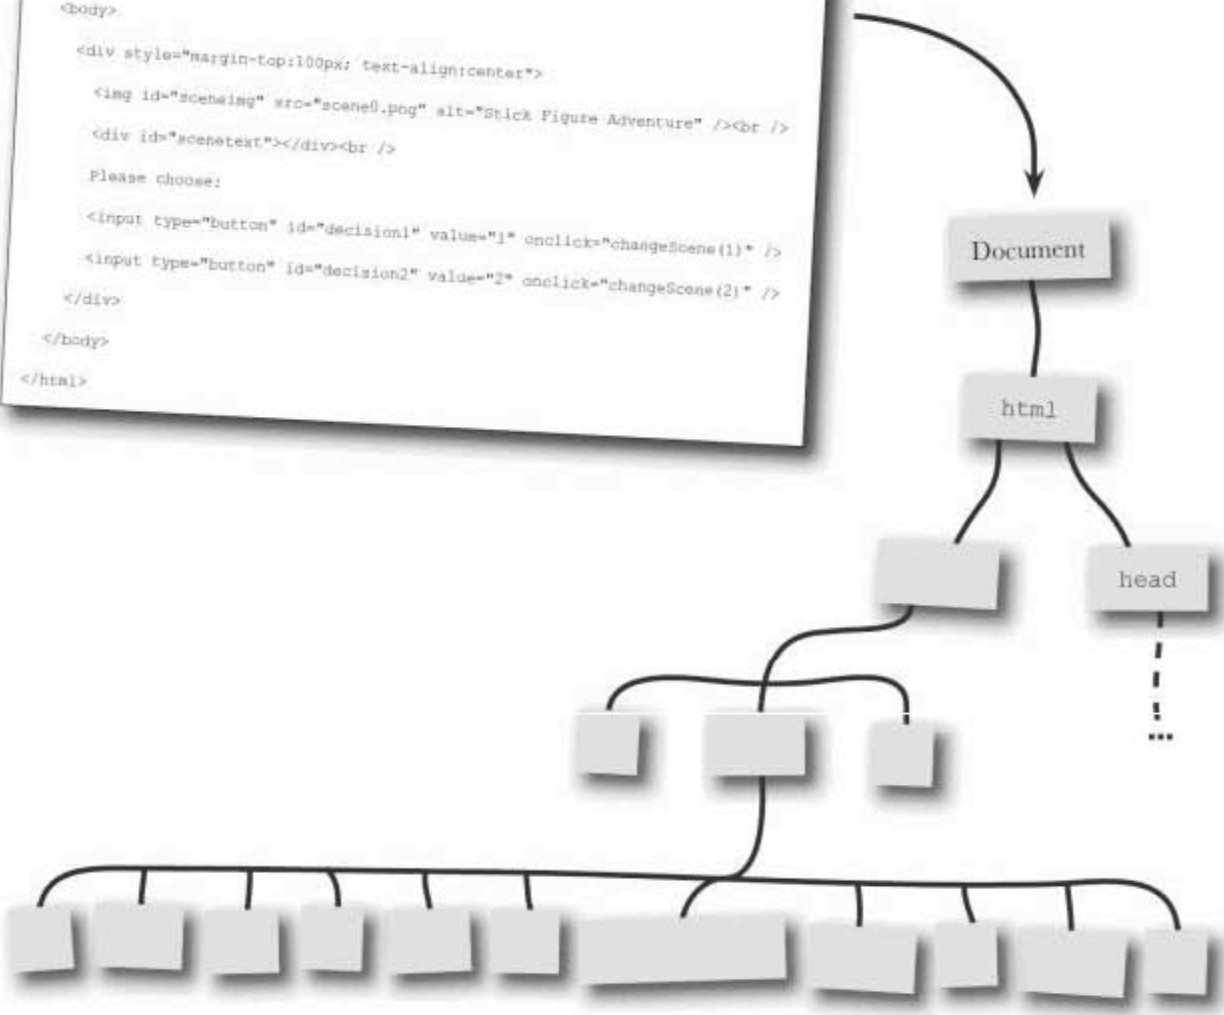 <body>
<div style="margin-top:100px; text-align:center">
<img id="sceneimg" src="scene0.png" alt="Stick Figure Adventure" /><br />
<div id="scenetext"></div><br />
Please choose:
<input type="button" id="decision1" value="1" onclick="changeScene(1)" />
<input type="button" id="decision2" value="2" onclick="changeScene(2)" />
</div>
</body>
</html>
Document
html
head
...